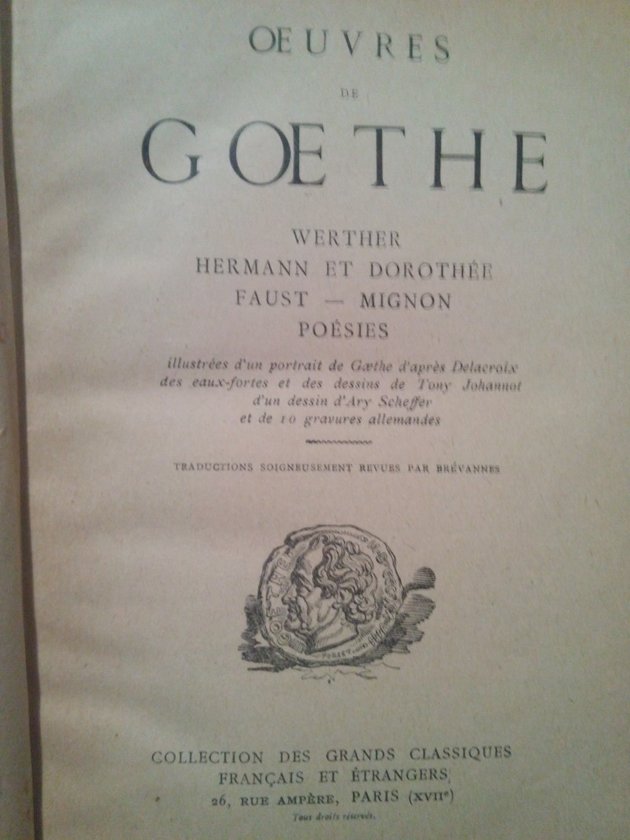 ŒUVRES
DE
GŒTHE
WERTHER
HERMANN ET DOROTHÉE
FAUST — MIGNON
POÉSIES
illustrées d'un portrait de Gœthe d'après Delacroix
des eaux-fortes et des dessins de Tony Johannot
d'un dessin d'Ary Scheffer
et de 10 gravures allemandes
TRADUCTIONS SOIGNEUSEMENT REVUES PAR BRÉVANNES
COLLECTION DES GRANDS CLASSIQUES
FRANÇAIS ET ÉTRANGERS
26, RUE AMPÈRE, PARIS (XVIIe)
Tous droits réservés.